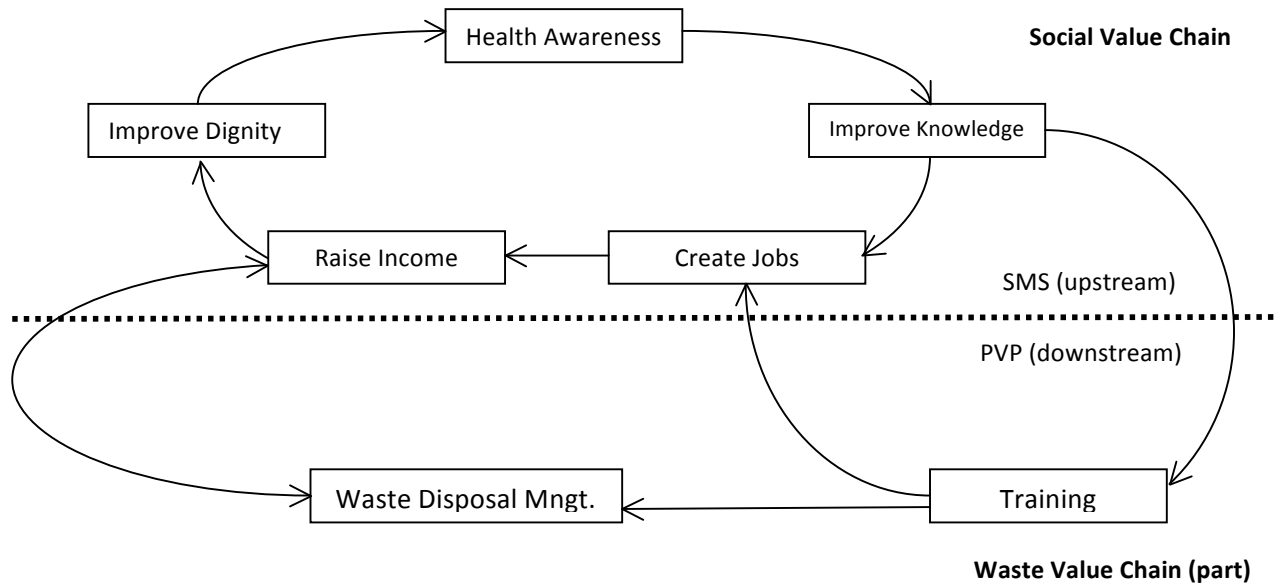 Health Awareness
Social Value Chain
Improve Dignity
Improve Knowledge
Raise Income
Create Jobs
SMS (upstream)
PVP (downstream)
Waste Disposal Mngt.
Training
Waste Value Chain (part)